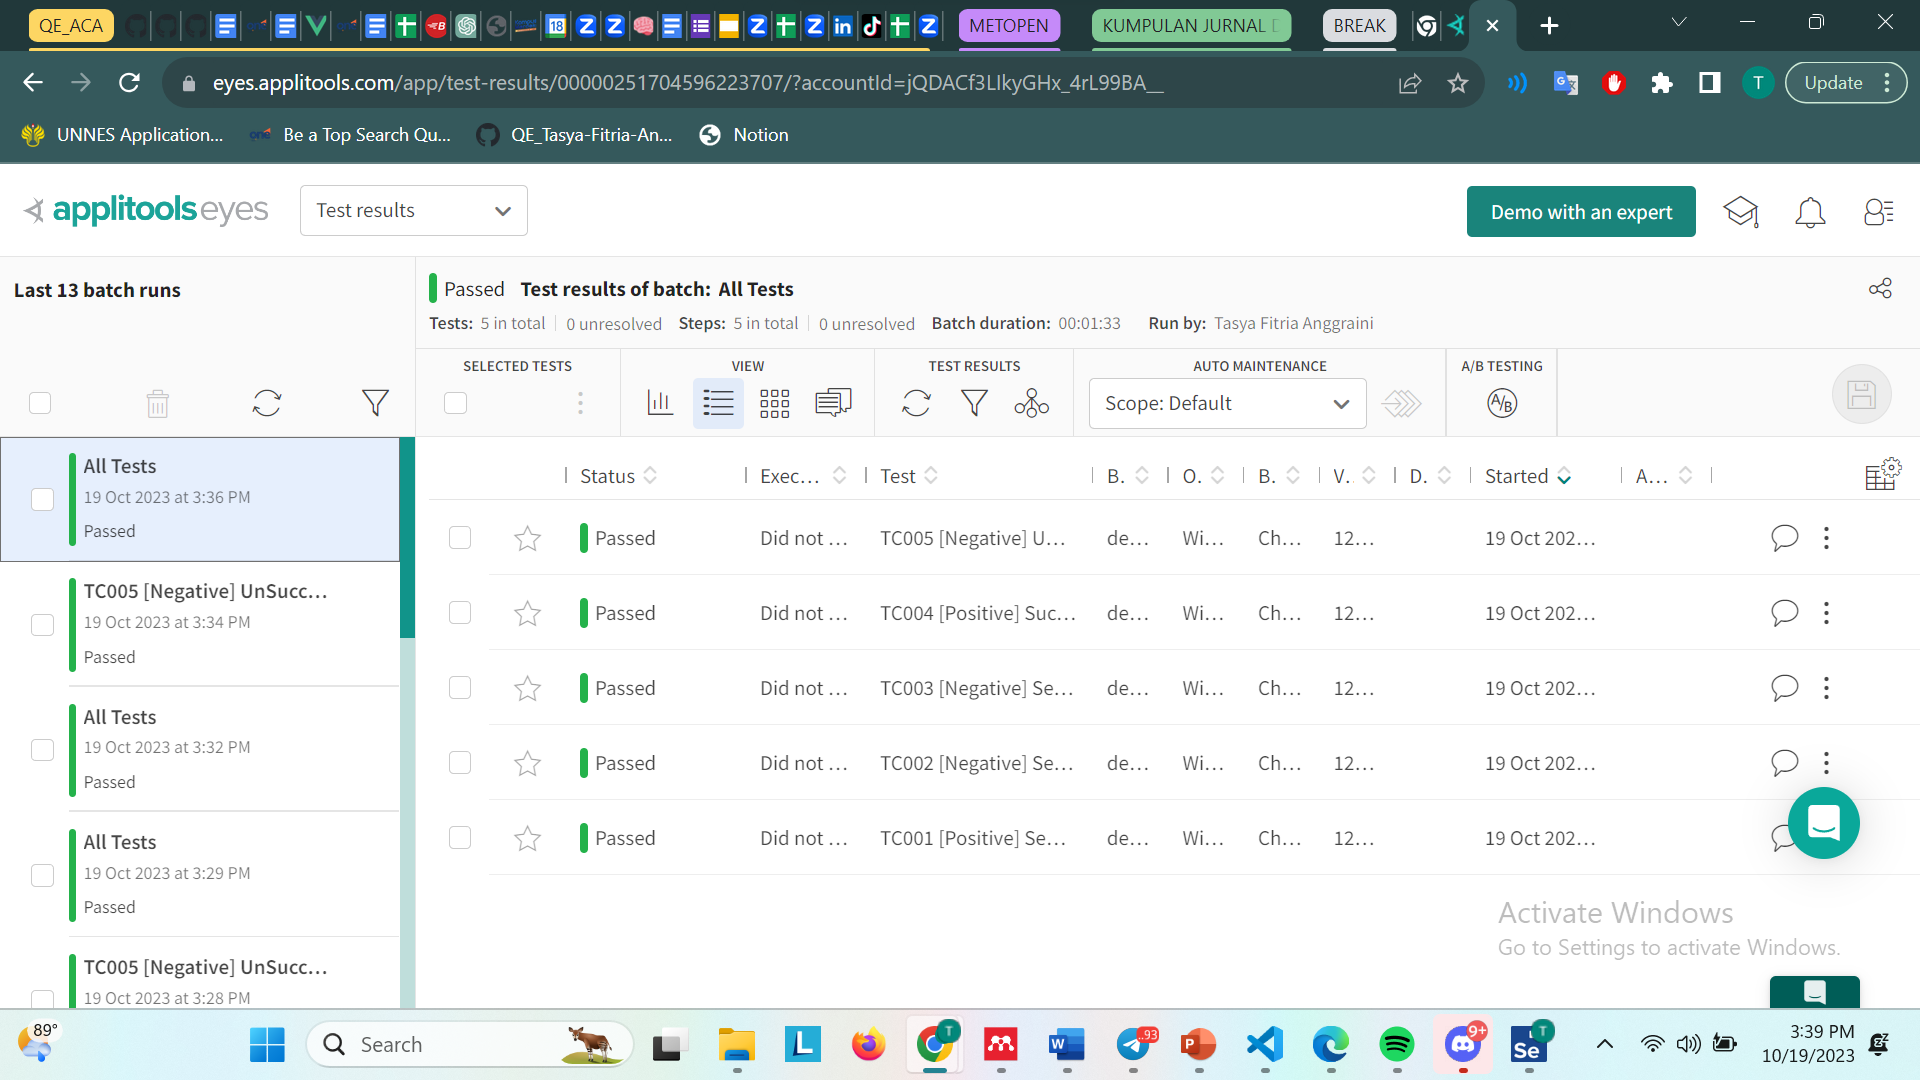 QE_ACA
METOPEN
KUMPULAN JURNAL
BREAK
eyes.applitools.com/app/test-results/00000251704596223707/?accountId=jQDACf3LIkyGHx_4rL99BA__
T
Update
UNNES Application...
Be a Top Search Qu...
QE_Tasya-Fitria-An...
Notion
applitools eyes
Test results
Demo with an expert
Last 13 batch runs
Passed Test results of batch: All Tests
Tests: 5 in total 0 unresolved Steps: 5 in total 0 unresolved Batch duration: 00:01:33 Run by: Tasya Fitria Anggraini
SELECTED TESTS
VIEW
TEST RESULTS
AUTO MAINTENANCE
A/B TESTING
Scope: Default
A/B
All Tests
19 Oct 2023 at 3:36 PM
Passed
TC005 [Negative] UnSucc...
19 Oct 2023 at 3:34 PM
Passed
All Tests
19 Oct 2023 at 3:32 PM
Passed
All Tests
19 Oct 2023 at 3:29 PM
Passed
TC005 [Negative] UnSucc...
19 Oct 2023 at 3:28 PM
Status Exec... Test B. O. B. V. D. Started A...
Passed Did not ... TC005 [Negative] U... de... Wi... Ch... 12... 19 Oct 202...
Passed Did not ... TC004 [Positive] Suc... de... Wi... Ch... 12... 19 Oct 202...
Passed Did not ... TC003 [Negative] Se... de... Wi... Ch... 12... 19 Oct 202...
Passed Did not ... TC002 [Negative] Se... de... Wi... Ch... 12... 19 Oct 202...
Passed Did not ... TC001 [Positive] Se... de... Wi... Ch... 12... 19 Oct 202...
Activate Windows
Go to Settings to activate Windows.
89°
Search
3:39 PM
10/19/2023